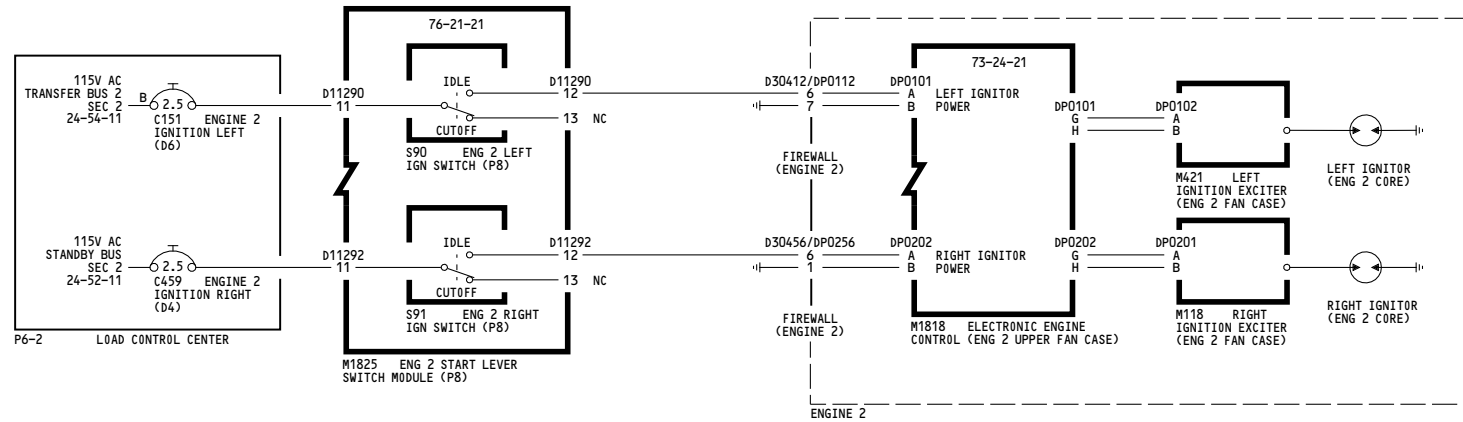 76-21-21
115V AC
TRANSFER BUS 2
SEC 2
24-54-11
B
2.5
C151
IGNITION LEFT
(D6)
ENGINE 2
D11290
11
IDLE
CUTOFF
S90 ENG 2 LEFT
IGN SWITCH (P8)
D11290
12
13 NC
D30412/DP0112
6
7
FIREWALL
(ENGINE 2)
DP0101
A
B
LEFT IGNITOR
POWER
73-24-21
DP0101
G
H
DP0102
A
B
M421 LEFT
IGNITION EXCITER
(ENG 2 FAN CASE)
LEFT IGNITOR
(ENG 2 CORE)
115V AC
STANDBY BUS
SEC 2
24-52-11
2.5
C459
IGNITION RIGHT
(D4)
ENGINE 2
D11292
11
IDLE
CUTOFF
S91 ENG 2 RIGHT
IGN SWITCH (P8)
D11292
12
13 NC
D30456/DP0256
6
1
FIREWALL
(ENGINE 2)
DP0202
A
B
RIGHT IGNITOR
POWER
DP0202
G
H
DP0201
A
B
M118 RIGHT
IGNITION EXCITER
(ENG 2 FAN CASE)
RIGHT IGNITOR
(ENG 2 CORE)
P6-2 LOAD CONTROL CENTER
M1825 ENG 2 START LEVER
SWITCH MODULE (P8)
M1818 ELECTRONIC ENGINE
CONTROL (ENG 2 UPPER FAN CASE)
ENGINE 2